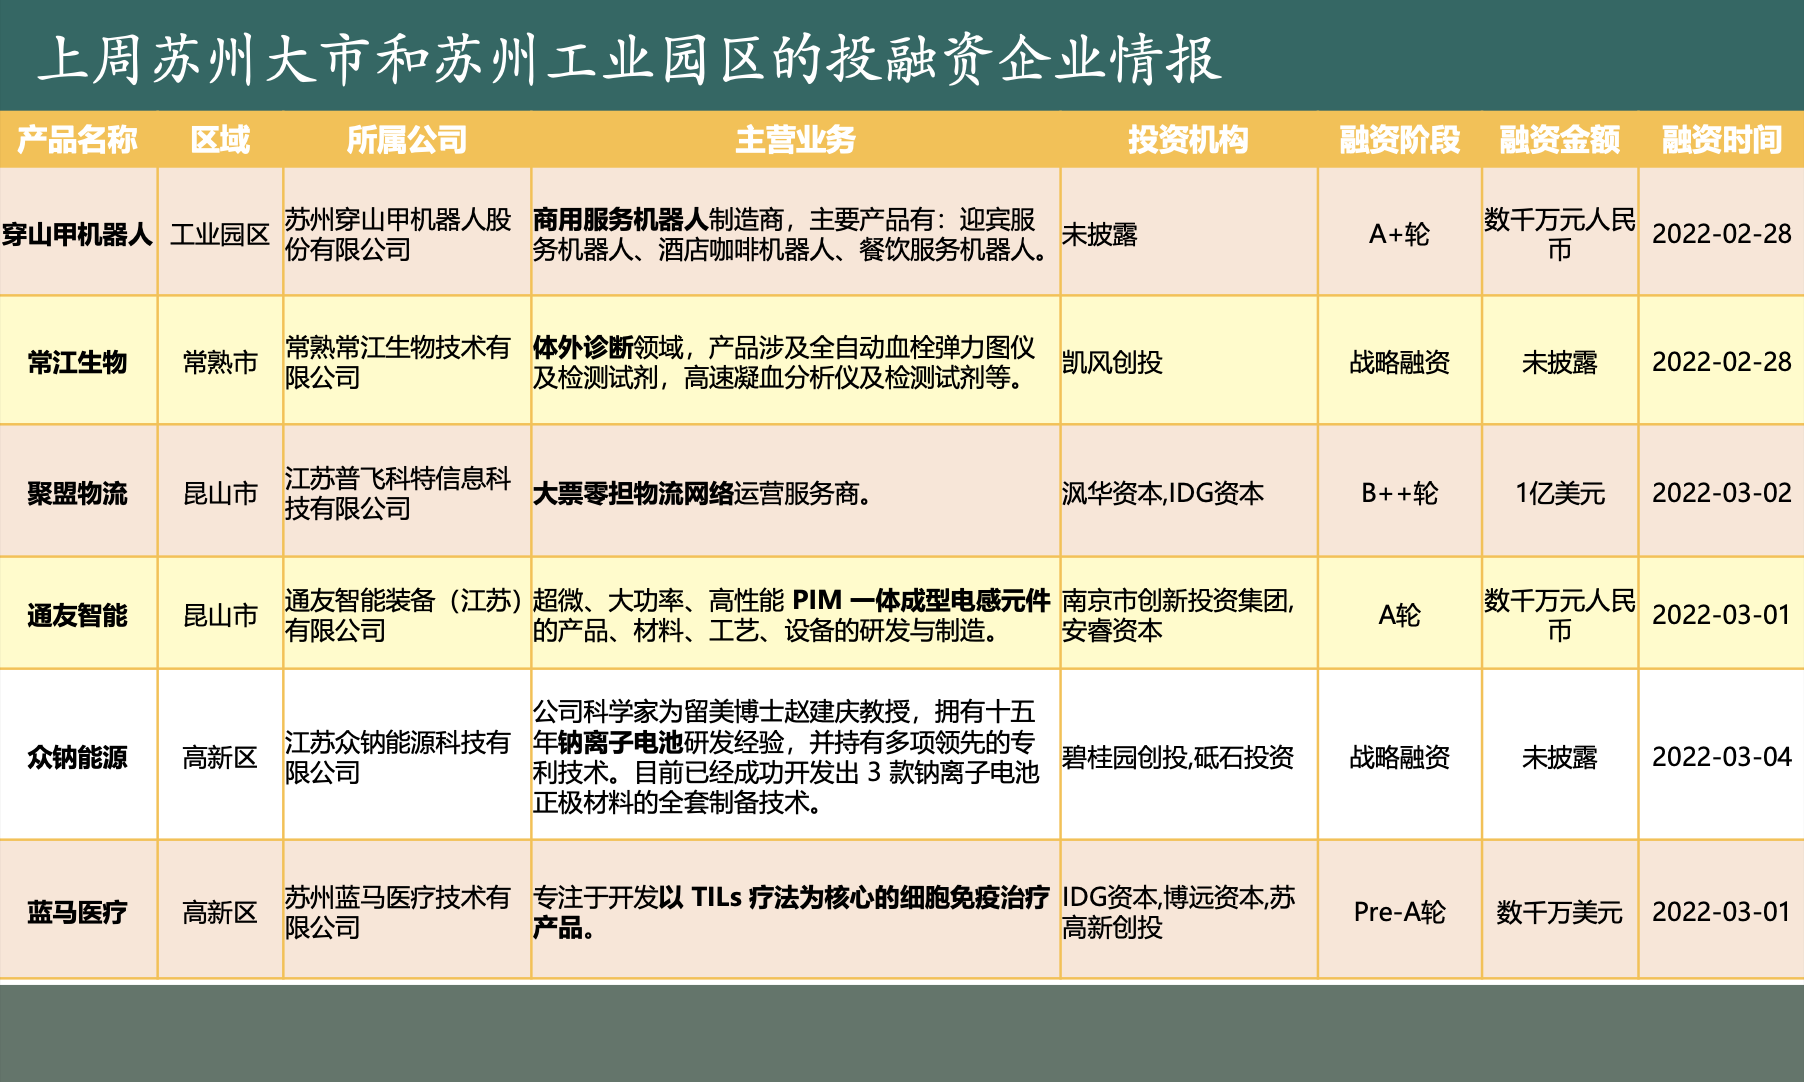 上周苏州大市和苏州工业园区的投融资企业情报
产品名称 区域 所属公司 主营业务 投资机构 融资阶段 融资金额 融资时间
穿山甲机器人
工业园区
苏州穿山甲机器人股
份有限公司
商用服务机器人制造商，主要产品有：迎宾服
务机器人、酒店咖啡机器人、餐饮服务机器人。
未披露
A+轮
数千万元人民
币
2022-02-28
常江生物
常熟市
常熟常江生物技术有
限公司
体外诊断领域，产品涉及全自动血栓弹力图仪
及检测试剂，高速凝血分析仪及检测试剂等。
凯风创投
战略融资
未披露
2022-02-28
聚盟物流
昆山市
江苏普飞科特信息科
技有限公司
大票零担物流网络运营服务商。
沨华资本,IDG资本
B++轮
1亿美元
2022-03-02
通友智能
昆山市
通友智能装备（江苏）
有限公司
超微、大功率、高性能 PIM 一体成型电感元件
的产品、材料、工艺、设备的研发与制造。
南京市创新投资集团,
安睿资本
A轮
数千万元人民
币
2022-03-01
众钠能源
高新区
江苏众钠能源科技有
限公司
公司科学家为留美博士赵建庆教授，拥有十五
年钠离子电池研发经验，并持有多项领先的专
利技术。目前已经成功开发出 3 款钠离子电池
正极材料的全套制备技术。
碧桂园创投,砥石投资
战略融资
未披露
2022-03-04
蓝马医疗
高新区
苏州蓝马医疗技术有
限公司
专注于开发以 TILs 疗法为核心的细胞免疫治疗
产品。
IDG资本,博远资本,苏
高新创投
Pre-A轮
数千万美元
2022-03-01